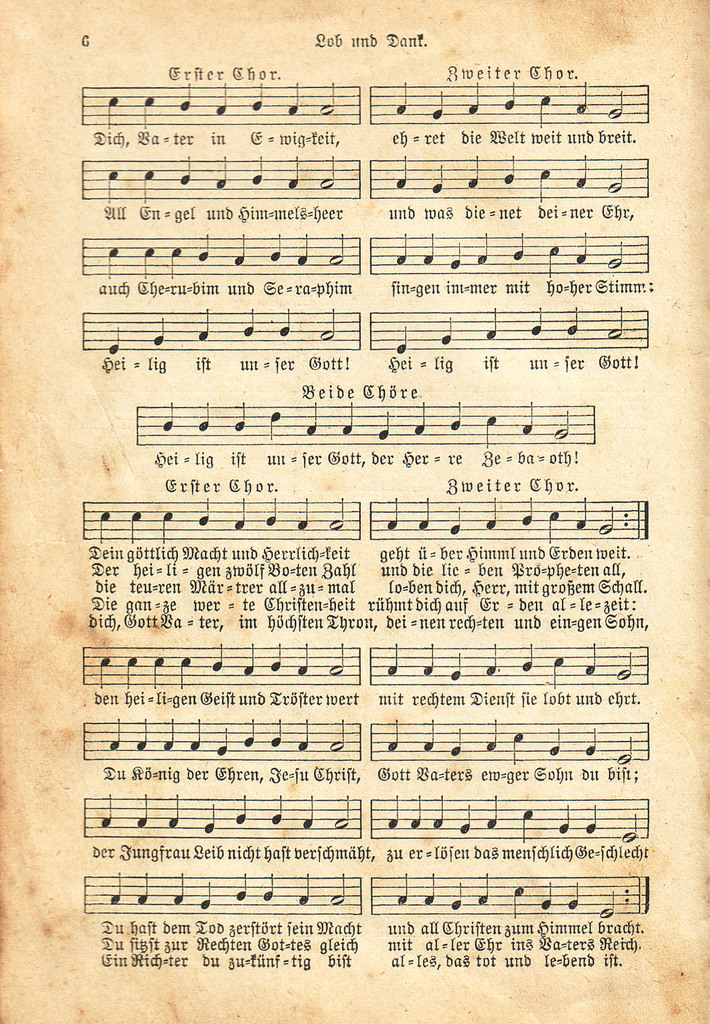 6
Lob und Dank.
Erster Chor. Zweiter Chor.
Dich, Va-ter in E-wig-keit, eh-ret die Welt weit und breit.
All En-gel und Him-mels-heer und was die-net dei-ner Ehr,
auch Che-ru-bim und Se-ra-phim sin-gen im-mer mit ho-her Stimm:
Hei-lig ist un-ser Gott! Hei-lig ist un-ser Gott!
Beide Chöre.
Hei-lig ist un-ser Gott, der Her-re Ze-ba-oth!
Erster Chor. Zweiter Chor.
Dein göttlich Macht und Herrlich-keit geht ü-ber Himml und Erden weit.
Der hei-li-gen zwölf Bo-ten Zahl und die lie-ben Pro-phe-ten all,
die teu-ren Mär-trer all-zu-mal lo-ben dich, Herr, mit großem Schall.
Die gan-ze wer-te Christen-heit rühmt dich auf Er-den al-le-zeit:
dich, Gott Va-ter, im höchsten Thron, dei-nen rech-ten und ein-gen Sohn,
den hei-li-gen Geist und Tröster wert mit rechtem Dienst sie lobt und ehrt.
Du Kö-nig der Ehren, Je-su Christ, Gott Va-ters ew-ger Sohn du bist;
der Jungfrau Leib nicht hast verschmäht, zu er-lösen das menschlich Ge-schlecht
Du hast dem Tod zerstört sein Macht und all Christen zum Himmel bracht.
Du sitzst zur Rechten Got-tes gleich mit al-ler Ehr ins Va-ters Reich.
Ein Rich-ter du zu-künf-tig bist al-les, das tot und le-bend ist.